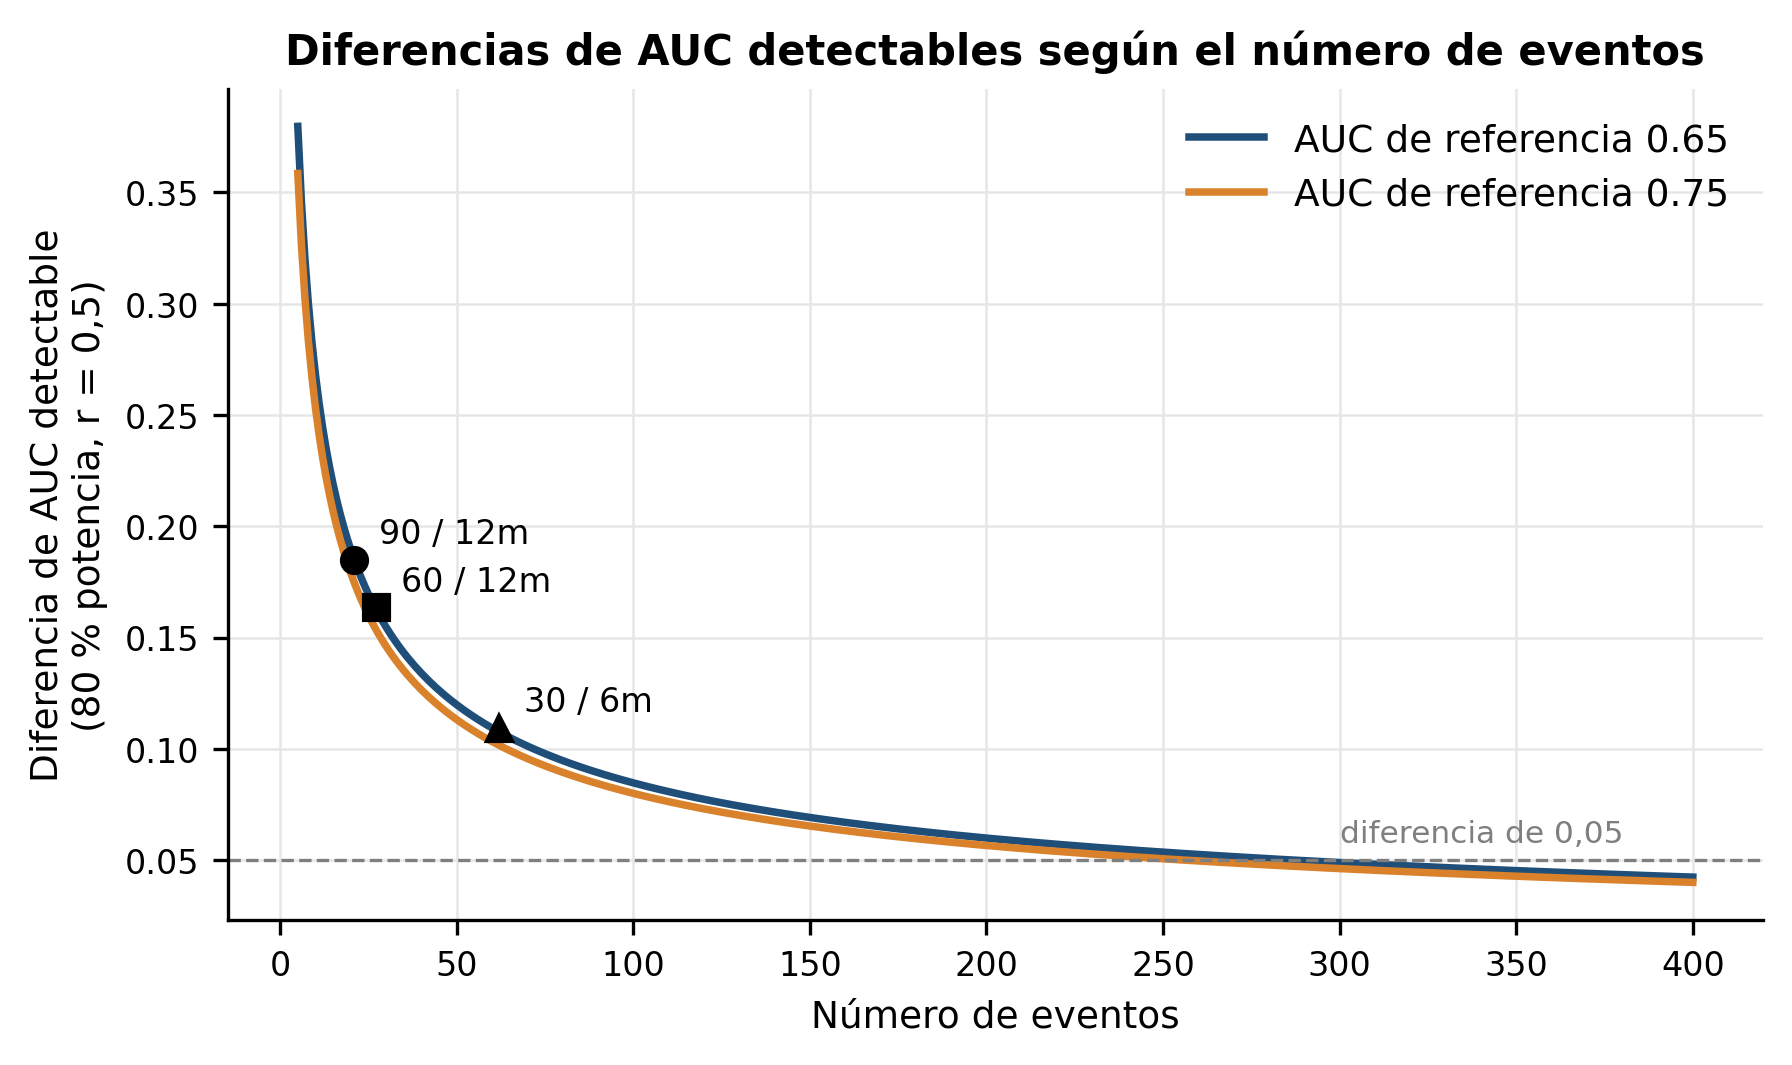 Diferencias de AUC detectables según el número de eventos
AUC de referencia 0.65
AUC de referencia 0.75
Diferencia de AUC detectable
(80 % potencia, r = 0,5)
0.35
0.30
0.25
0.20
0.15
0.10
0.05
90 / 12m
60 / 12m
30 / 6m
diferencia de 0,05
0 50 100 150 200 250 300 350 400
Número de eventos